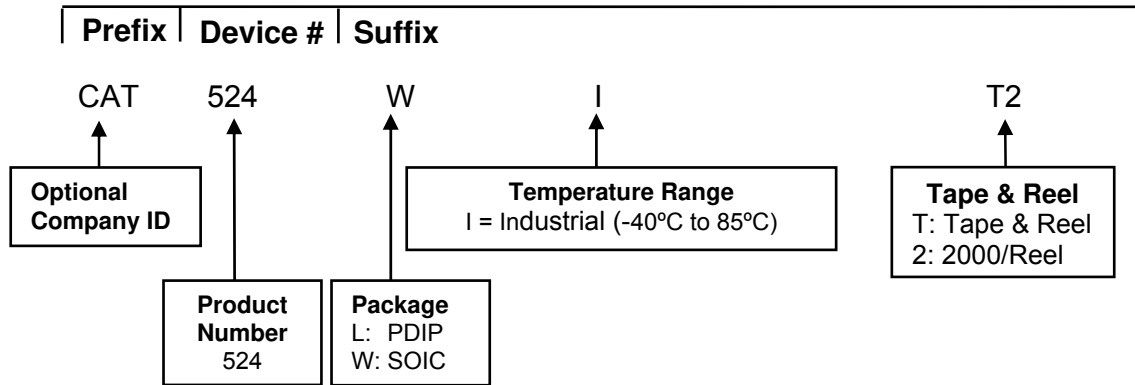 Prefix Device # Suffix
CAT 524 W I T2
Optional
Company ID
Temperature Range
I = Industrial (-40ºC to 85ºC)
Tape & Reel
T: Tape & Reel
2: 2000/Reel
Product
Number
524
Package
L: PDIP
W: SOIC